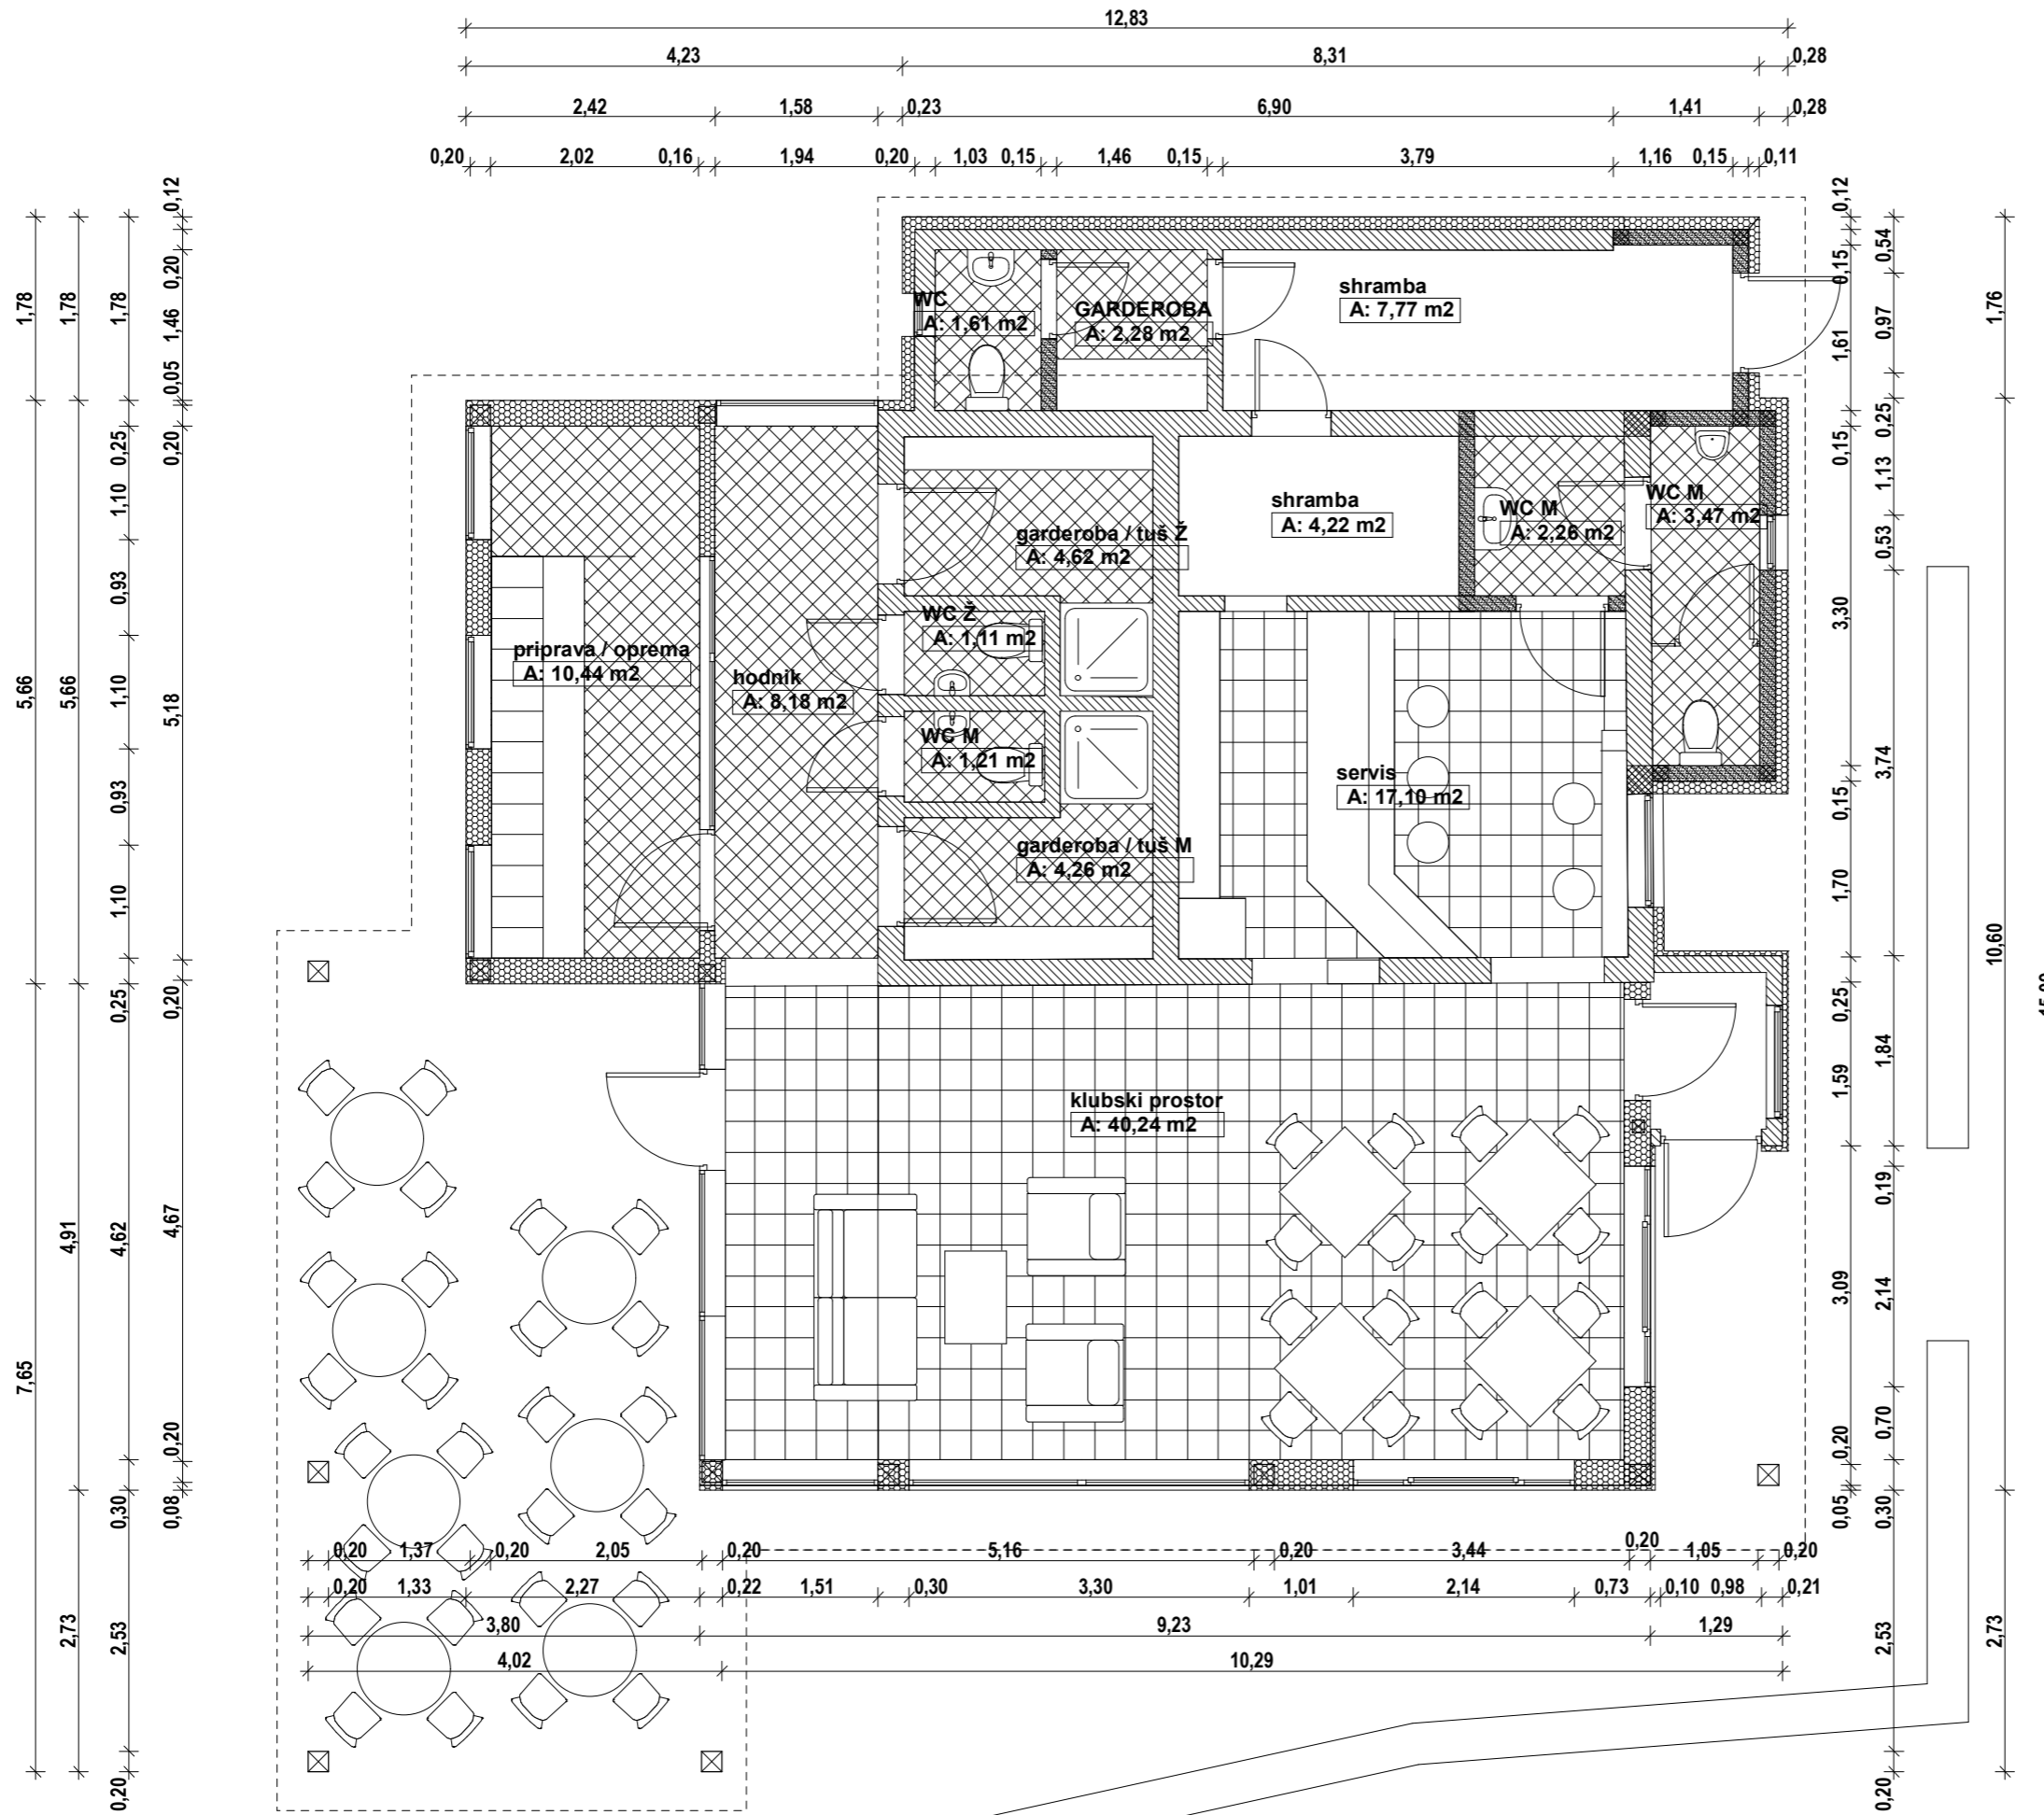 12,83
4,23 8,31 0,28
2,42 1,58 0,23 6,90 1,41 0,28
0,20 2,02 0,16 1,94 0,20 1,03 0,15 1,46 0,15 3,79 1,16 0,15 0,11
1,78 5,66 7,65
1,78 5,66 4,91 2,73
1,78 0,25 1,10 0,93 1,10 0,93 1,10 0,25 4,62 0,30 2,53 0,20
0,12 0,20 1,46 0,05 0,20 5,18 0,20 4,67 0,20 0,08
WC
A: 1,61 m2
GARDEROBA
A: 2,28 m2
shramba
A: 7,77 m2
garderoba / tuš Ž
A: 4,62 m2
shramba
A: 4,22 m2
WC M
A: 2,26 m2
WC M
A: 3,47 m2
priprava / oprema
A: 10,44 m2
hodnik
A: 8,18 m2
WC Ž
A: 1,11 m2
WC M
A: 1,21 m2
servis
A: 17,10 m2
garderoba / tuš M
A: 4,26 m2
klubski prostor
A: 40,24 m2
0,12 0,15 1,61 0,15 3,30 0,15 1,70 0,25 1,59 3,09 0,20 0,05
0,54 0,97 0,25 1,13 0,53 3,74 1,84 0,19 2,14 0,70 0,30 2,53 0,20
1,76 10,60 2,73
0,20 1,37 0,20 2,05 0,20 5,16 0,20 3,44 0,20 1,05 0,20
0,20 1,33 2,27 0,22 1,51 0,30 3,30 1,01 2,14 0,73 0,10 0,98 0,21
3,80 9,23 1,29
4,02 10,29